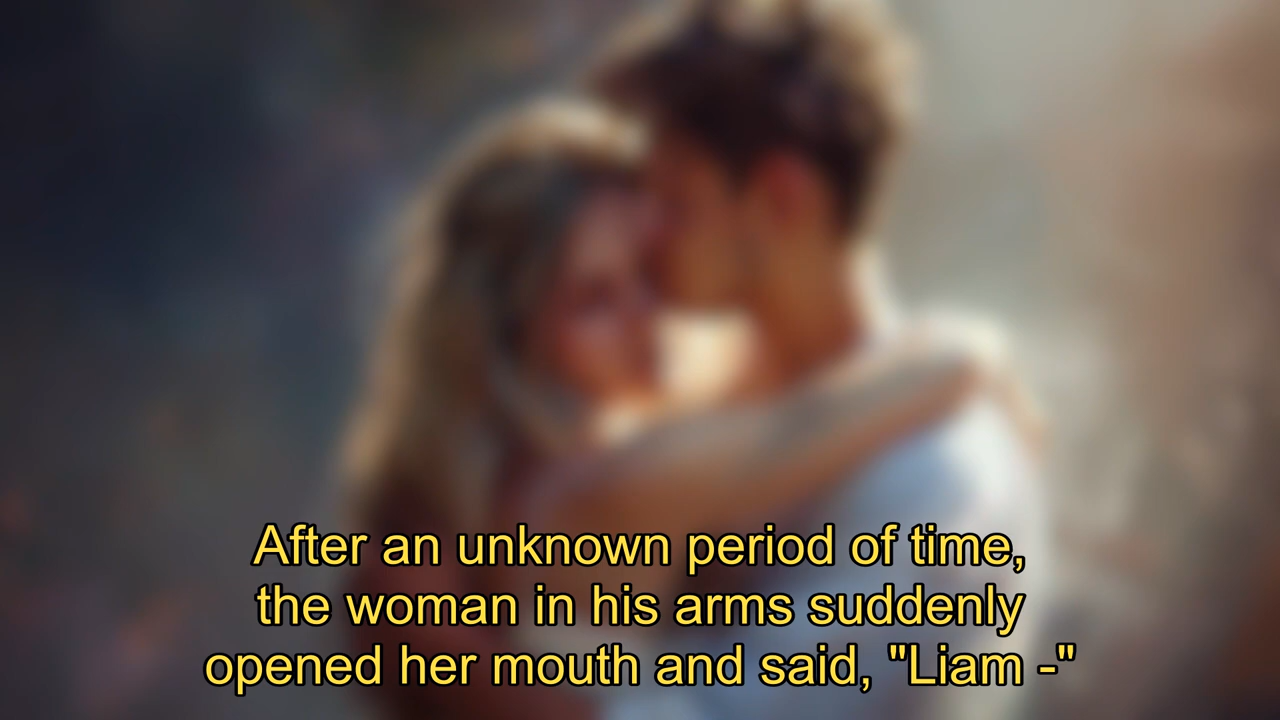 After an unknown period of time,
the woman in his arms suddenly
opened her mouth and said, "Liam -"